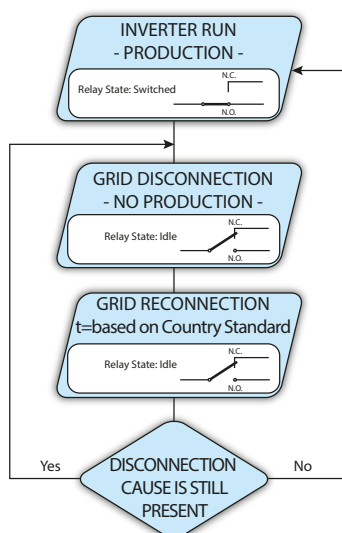 INVERTER RUN
- PRODUCTION -
N.C.
Relay State: Switched
N.O.
GRID DISCONNECTION
- NO PRODUCTION -
N.C.
Relay State: Idle
N.O.
GRID RECONNECTION
t=based on Country Standard
N.C.
Relay State: Idle
N.O.
Yes
DISCONNECTION
No
CAUSE IS STILL
PRESENT